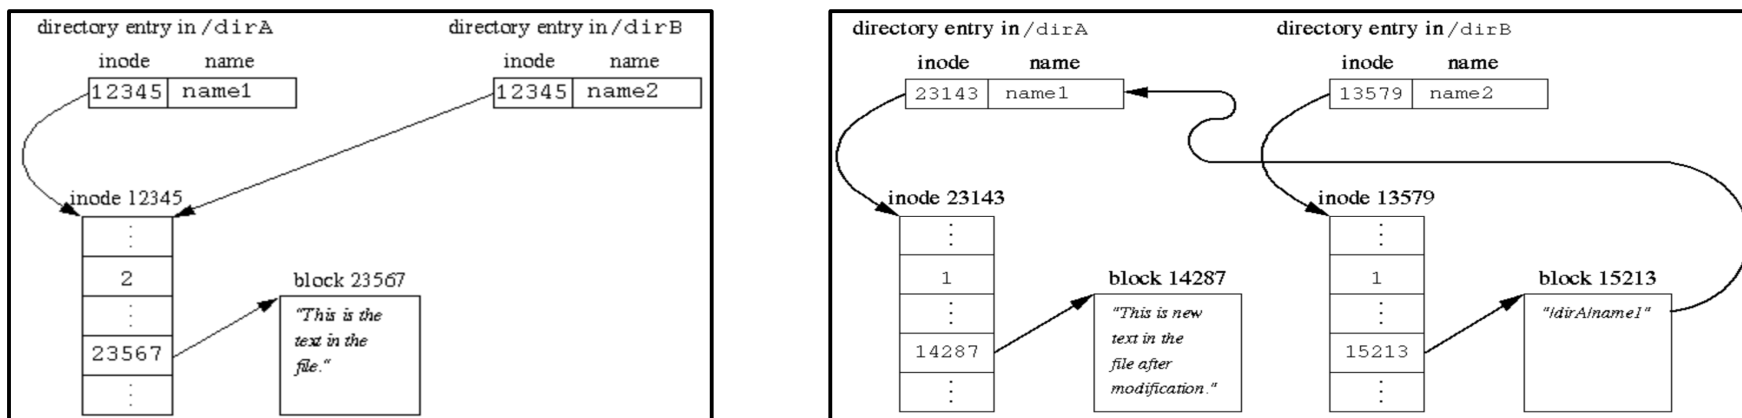 directory entry in /dirA
directory entry in /dirB
inode name
inode name
12345 name1
12345 name2
inode 12345
2
23567
block 23567
"This is the
text in the
file."
directory entry in /dirA
directory entry in /dirB
inode name
inode name
23143 name1
13579 name2
inode 23143
1
14287
block 14287
"This is new
text in the
file after
modification."
inode 13579
1
15213
block 15213
"/dirA/name1"